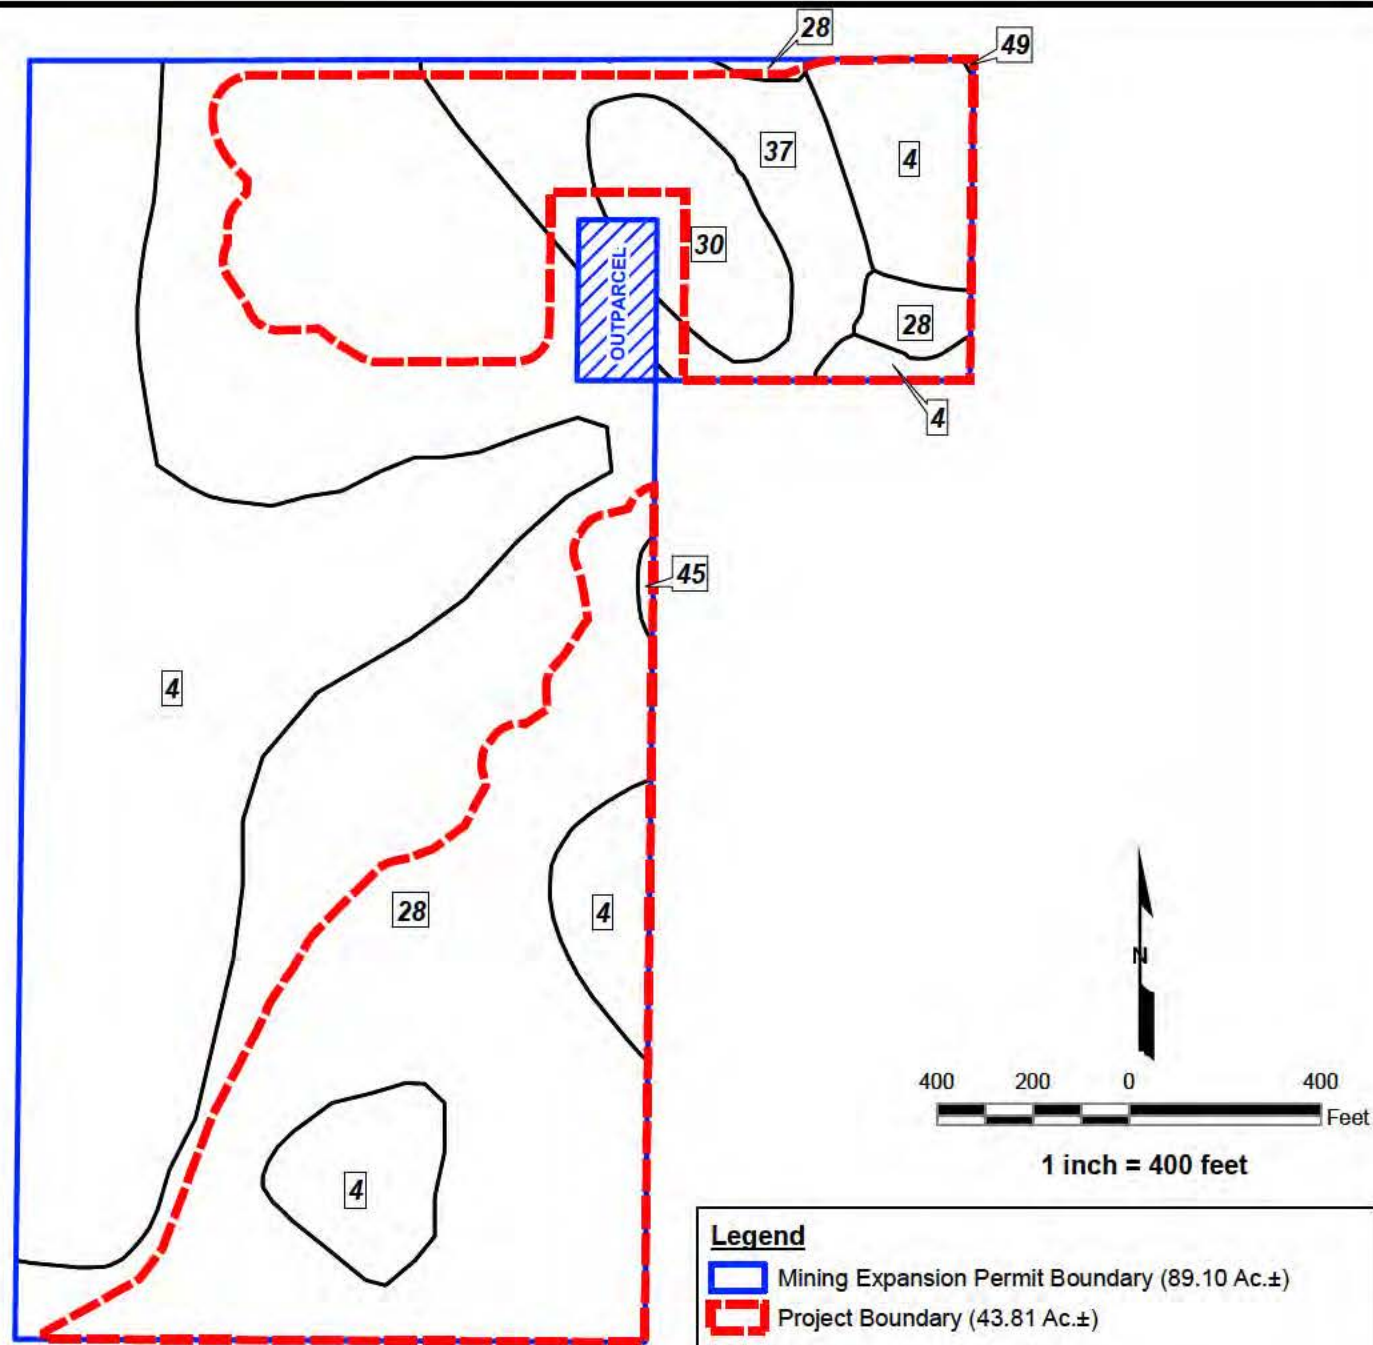 28
49
37
4
30
OUTPARCEL
28
4
45
4
28
4
4
N
400 200 0 400
Feet
1 inch = 400 feet
Legend
Mining Expansion Permit Boundary (89.10 Ac.±)
Project Boundary (43.81 Ac.±)